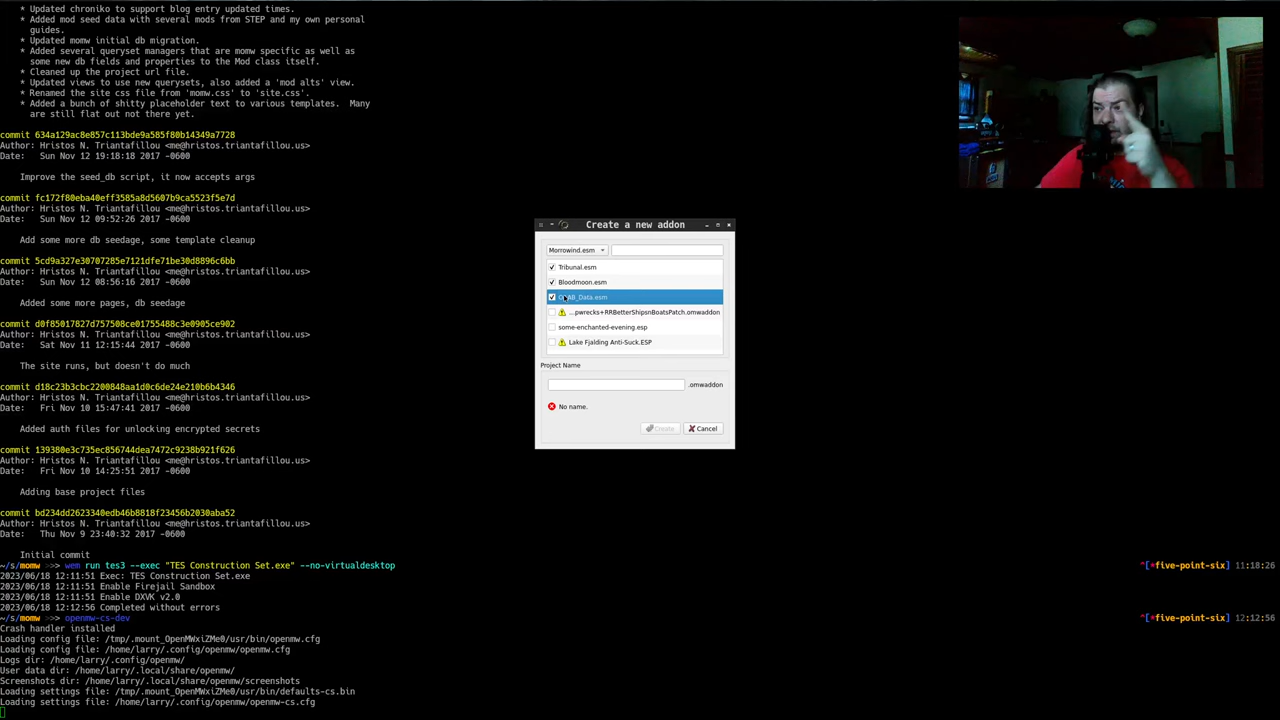 * Updated chroniko to support blog entry updated times.
* Added mod seed data with several mods from STEP and my own personal
guides.
* Updated momw initial db migration.
* Added several queryset managers that are momw specific as well as
some new db fields and properties to the Mod class itself.
* Cleaned up the project url file.
* Updated views to use new querysets, also added a 'mod alts' view.
* Renamed the site css file from 'momw.css' to 'site.css'.
* Added a bunch of shitty placeholder text to various templates.  Many
are still flat out not there yet.
commit 634a129ac8e857c113bde9a585f80b14349a7728
Author: Hristos N. Triantafillou <me@hristos.triantafillou.us>
Date:   Sun Nov 12 19:18:18 2017 -0600
Improve the seed_db script, it now accepts args
commit fc172f80eba40eff3585a8d5607b9ca5523f5e7d
Author: Hristos N. Triantafillou <me@hristos.triantafillou.us>
Date:   Sun Nov 12 09:52:26 2017 -0600
Add some more db seedage, some template cleanup
commit 5cd9a327e30707285e7121dfe71be30d8896c6bb
Author: Hristos N. Triantafillou <me@hristos.triantafillou.us>
Date:   Sun Nov 12 08:56:16 2017 -0600
Added some more pages, db seedage
commit d0f85017827d757508ce01755488c3e0905ce902
Author: Hristos N. Triantafillou <me@hristos.triantafillou.us>
Date:   Sat Nov 11 12:15:44 2017 -0600
The site runs, but doesn't do much
commit d18c23b3cbc2200848aa1d0c6de24e210b6b4346
Author: Hristos N. Triantafillou <me@hristos.triantafillou.us>
Date:   Fri Nov 10 15:47:41 2017 -0600
Added auth files for unlocking encrypted secrets
commit 139380e3c735ec856744dea7472c9238b921f626
Author: Hristos N. Triantafillou <me@hristos.triantafillou.us>
Date:   Fri Nov 10 14:25:51 2017 -0600
Adding base project files
commit bd234dd2623340edb46b8818f23456b2030aba52
Author: Hristos N. Triantafillou <me@hristos.triantafillou.us>
Date:   Thu Nov 9 23:40:32 2017 -0600
Initial commit
~/s/momw >>> wem run tes3 --exec "TES Construction Set.exe" --no-virtualdesktop ^[*five-point-six] 11:18:26
2023/06/18 12:11:51 Exec: TES Construction Set.exe
2023/06/18 12:11:51 Enable Firejail Sandbox
2023/06/18 12:11:51 Enable DXVK v2.0
2023/06/18 12:12:56 Completed without errors
~/s/momw >>> openmw-cs-dev ^[*five-point-six] 12:12:56
Crash handler installed
Loading config file: /tmp/.mount_OpenMWxiZMe0/usr/bin/openmw.cfg
Loading config file: /home/larry/.config/openmw/openmw.cfg
Logs dir: /home/larry/.config/openmw/
User data dir: /home/larry/.local/share/openmw/
Screenshots dir: /home/larry/.local/share/openmw/screenshots
Loading settings file: /tmp/.mount_OpenMWxiZMe0/usr/bin/defaults-cs.bin
Loading settings file: /home/larry/.config/openmw/openmw-cs.cfg
Create a new addon
Morrowind.esm
Tribunal.esm
Bloodmoon.esm
_Data.esm
...pwrecks+RRBetterShipsnBoatsPatch.omwaddon
some-enchanted-evening.esp
Lake Fjalding Anti-Suck.ESP
Project Name
.omwaddon
No name.
Create
Cancel